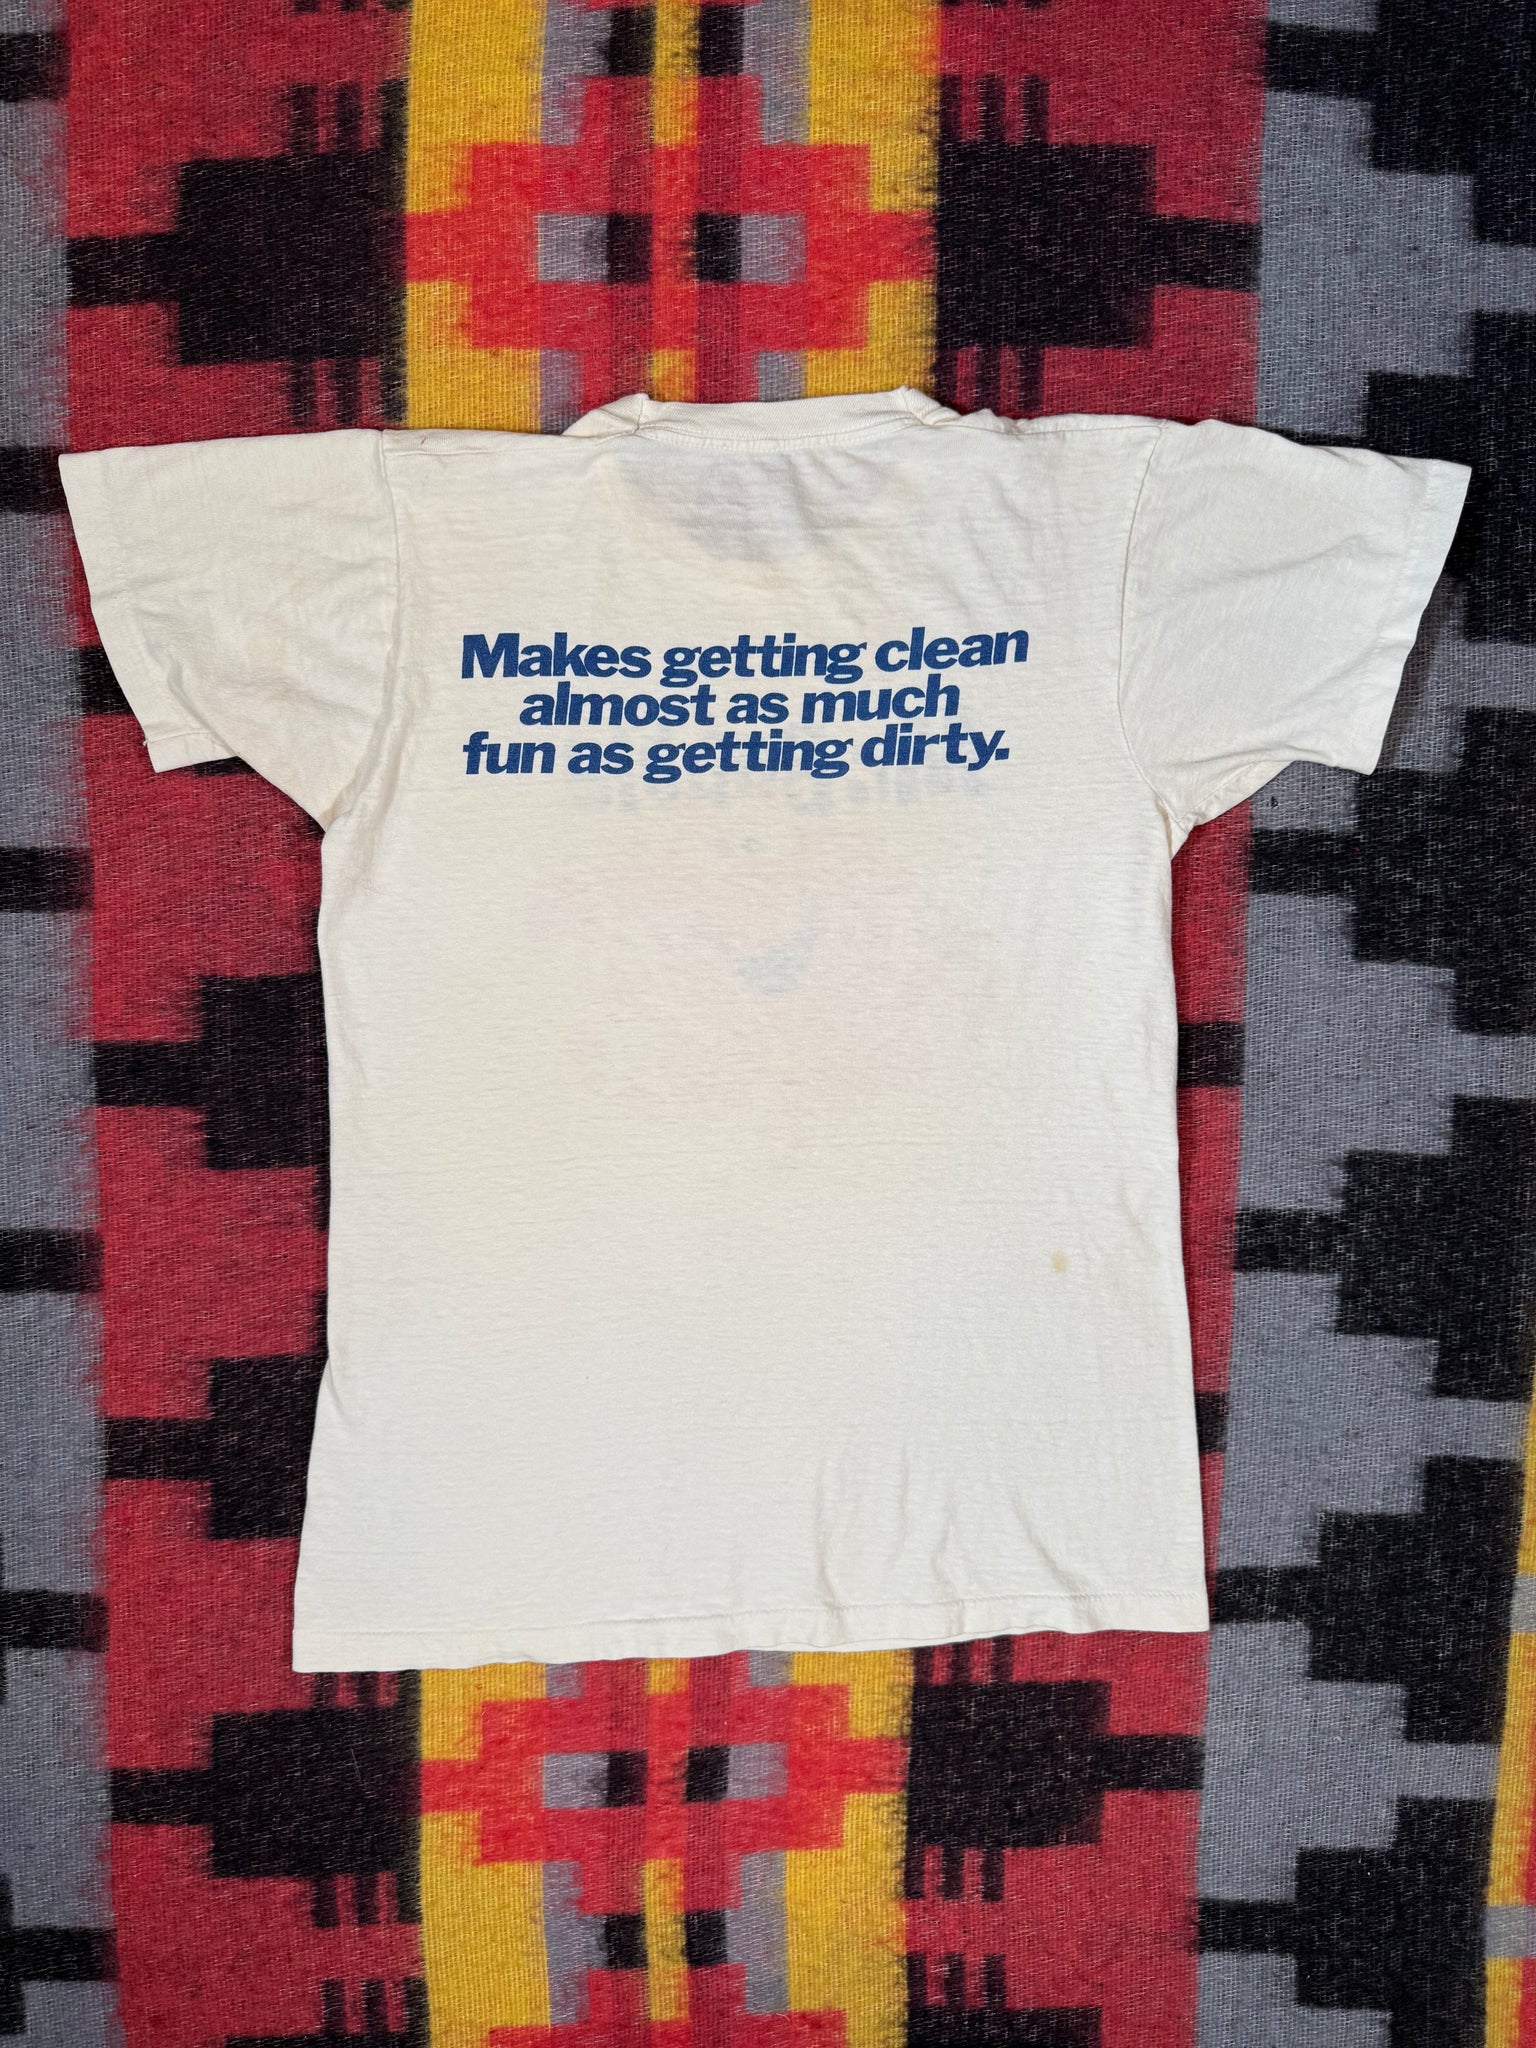 Makes getting clean
almost as much
fun as getting dirty.